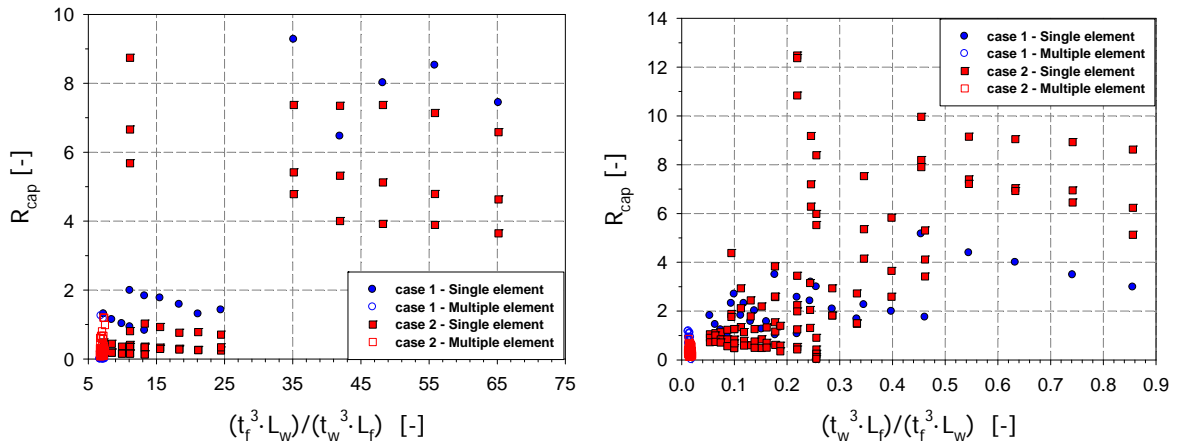 10
8
6
4
2
0
R_cap [-]
5 15 25 35 45 55 65 75
(t_f^3·L_w)/(t_w^3·L_f) [-]
case 1 - Single element
case 1 - Multiple element
case 2 - Single element
case 2 - Multiple element
14
12
10
8
6
4
2
0
R_cap [-]
0.0 0.1 0.2 0.3 0.4 0.5 0.6 0.7 0.8 0.9
(t_w^3·L_f)/(t_f^3·L_w) [-]
case 1 - Single element
case 1 - Multiple element
case 2 - Single element
case 2 - Multiple element